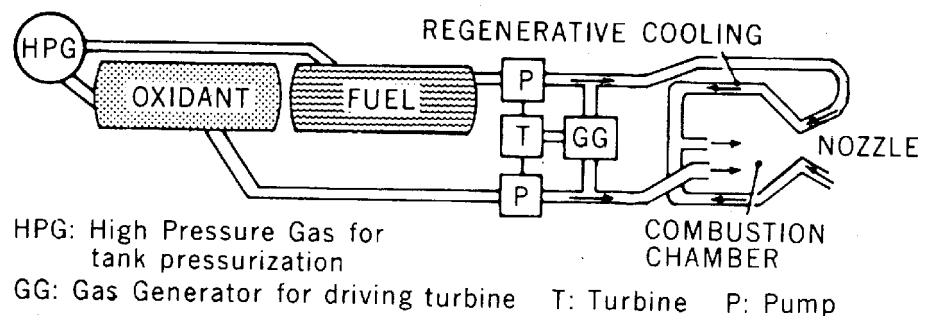 REGENERATIVE COOLING
HPG
OXIDANT
FUEL
P
T
GG
P
NOZZLE
COMBUSTION
CHAMBER
HPG: High Pressure Gas for
tank pressurization
GG: Gas Generator for driving turbine T: Turbine P: Pump